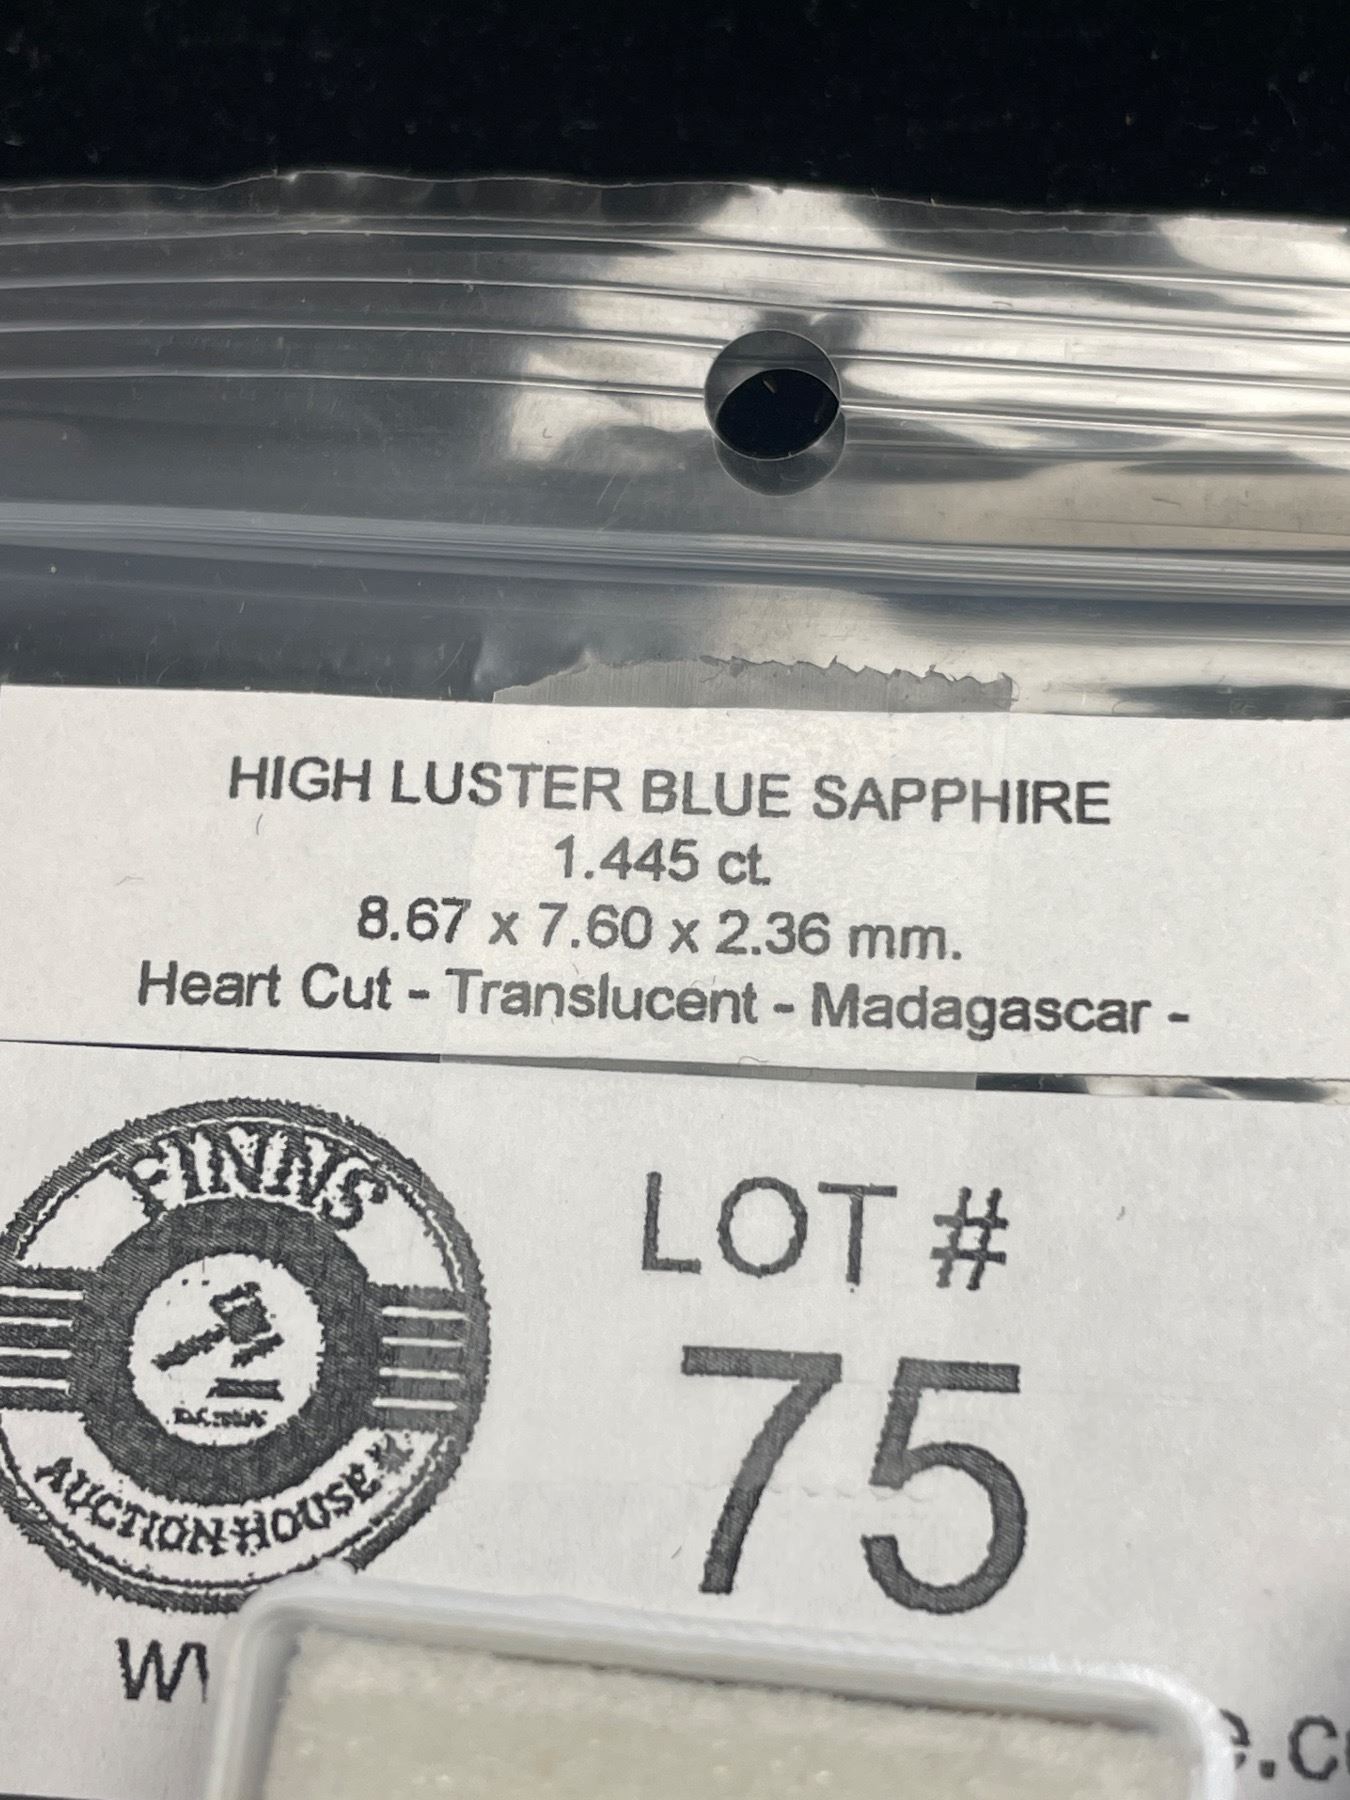 HIGH LUSTER BLUE SAPPHIRE
1.445 ct.
8.67 x 7.60 x 2.36 mm.
Heart Cut - Translucent - Madagascar -
FINNS
AUCTION HOUSE
LOT #
75